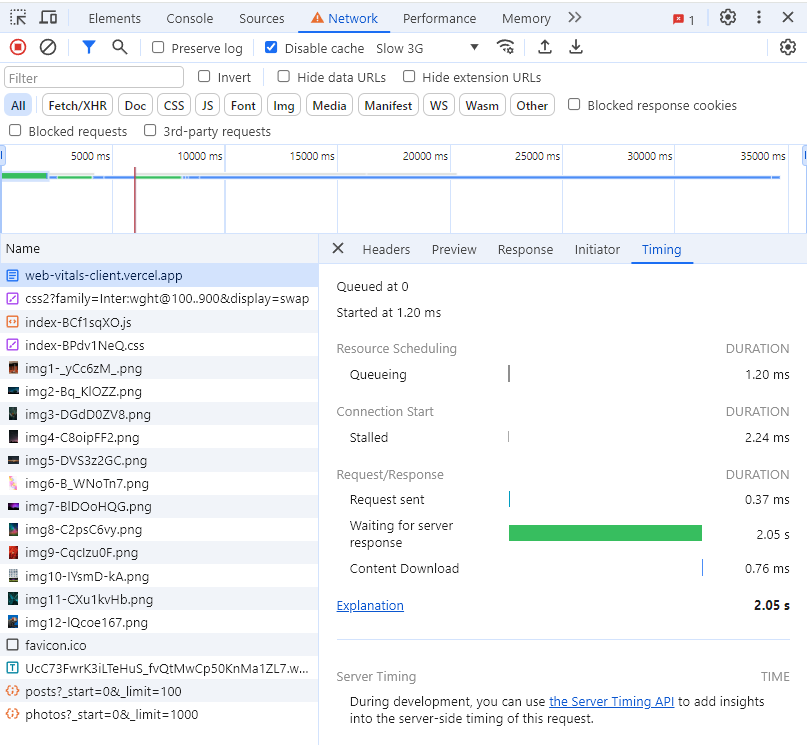 Elements Console Sources Network Performance Memory 1
Preserve log Disable cache Slow 3G
Filter Invert Hide data URLs Hide extension URLs
All Fetch/XHR Doc CSS JS Font Img Media Manifest WS Wasm Other Blocked response cookies
Blocked requests 3rd-party requests
5000 ms 10000 ms 15000 ms 20000 ms 25000 ms 30000 ms 35000 ms
Name
web-vitals-client.vercel.app
css2?family=Inter:wght@100..900&display=swap
index-BCf1sqXO.js
index-BPdv1NeQ.css
img1-_yCc6zM_.png
img2-Bq_KlOZZ.png
img3-DGdD0ZV8.png
img4-C8oipFF2.png
img5-DVS3z2GC.png
img6-B_WNoTn7.png
img7-BlDOoHQG.png
img8-C2psC6vy.png
img9-CqcIzu0F.png
img10-IYsmD-kA.png
img11-CXu1kvHb.png
img12-lQcoe167.png
favicon.ico
UcC73FwrK3iLTeHuS_fvQtMwCp50KnMa1ZL7.w...
posts?_start=0&_limit=100
photos?_start=0&_limit=1000
Headers Preview Response Initiator Timing
Queued at 0
Started at 1.20 ms
Resource Scheduling DURATION
Queueing 1.20 ms
Connection Start DURATION
Stalled 2.24 ms
Request/Response DURATION
Request sent 0.37 ms
Waiting for server
response 2.05 s
Content Download 0.76 ms
Explanation 2.05 s
Server Timing TIME
During development, you can use the Server Timing API to add insights
into the server-side timing of this request.